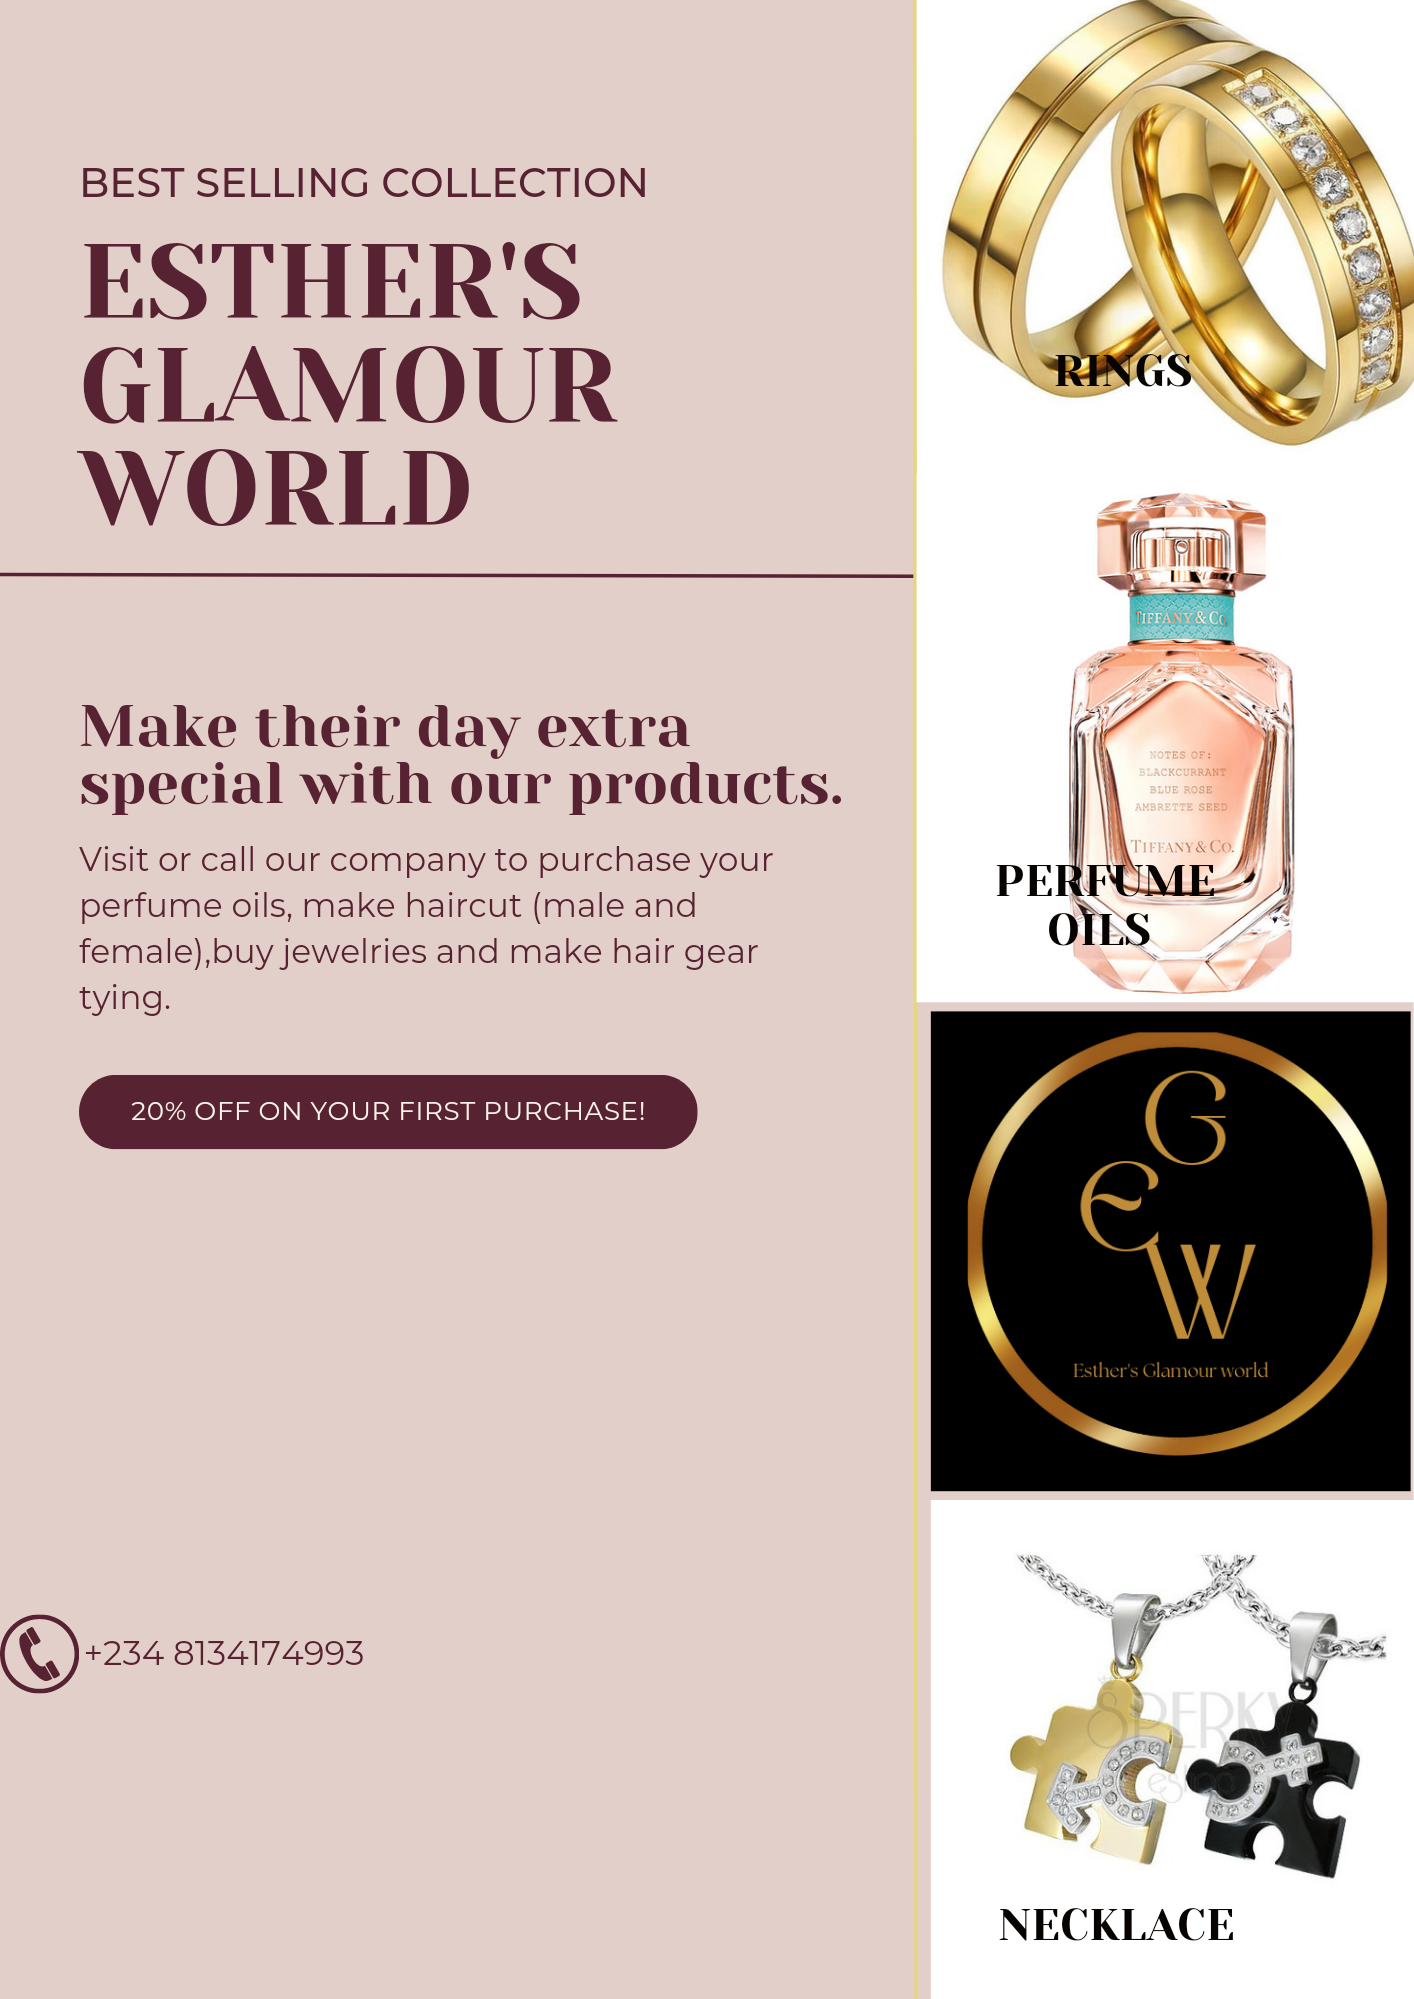 BEST SELLING COLLECTION
ESTHER'S
GLAMOUR
WORLD
Make their day extra
special with our products.
Visit or call our company to purchase your
perfume oils, make haircut (male and
female),buy jewelries and make hair gear
tying.
20% OFF ON YOUR FIRST PURCHASE!
+234 8134174993
RINGS
TIFFANY & CO.
NOTES OF:
BLACKCURRANT
BLUE ROSE
AMBRETTE SEED
TIFFANY & CO.
PERFUME
OILS
G
E
W
Esther's Glamour world
NECKLACE